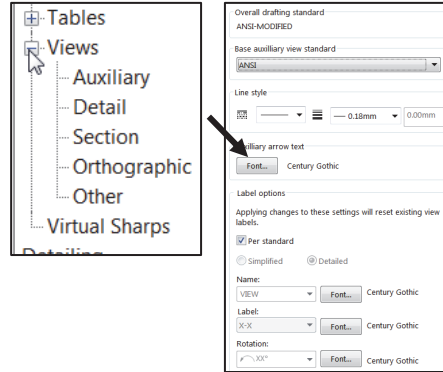 Tables
Views
Auxiliary
Detail
Section
Orthographic
Other
Virtual Sharps
Detailing
Overall drafting standard
ANSI-MODIFIED
Base auxiliary view standard
ANSI
Line style
0.18mm
0.00mm
uxiliary arrow text
Font... Century Gothic
Label options
Applying changes to these settings will reset existing view
labels.
Per standard
Simplified Detailed
Name:
VIEW Font... Century Gothic
Label:
X-X Font... Century Gothic
Rotation:
XX° Font... Century Gothic